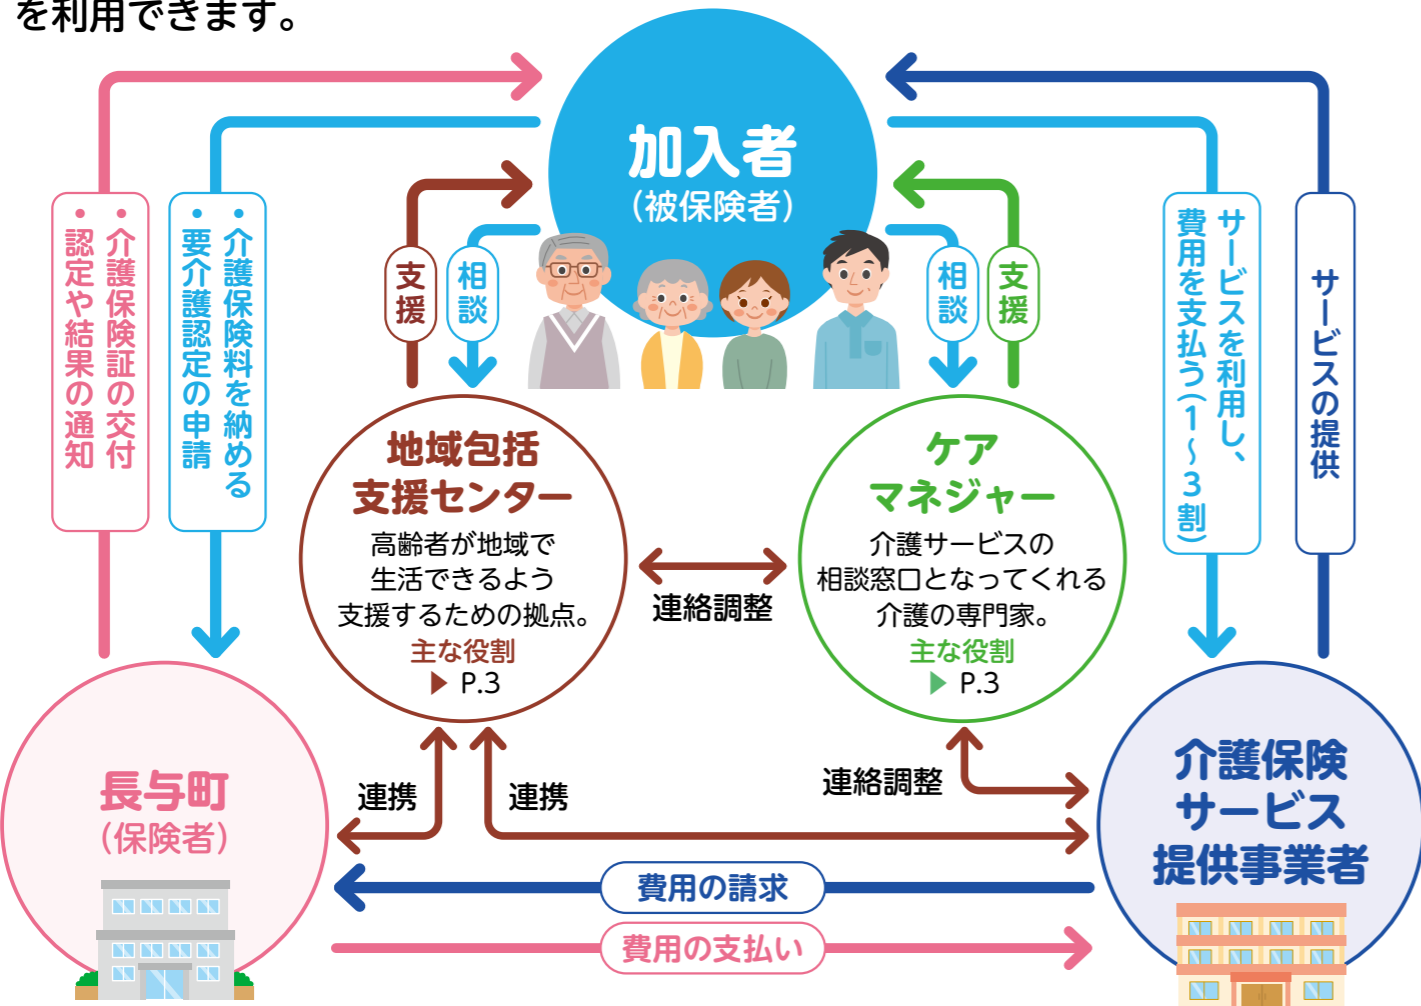 を利用できます。
加入者
（被保険者）
・介護保険証の交付
・認定や結果の通知
・介護保険料を納める
・要介護認定の申請
支援
相談
相談
支援
サービスを利用し、
費用を支払う（1～3割）
サービスの提供
地域包括
支援センター
高齢者が地域で
生活できるよう
支援するための拠点。
主な役割
▶ P.3
連絡調整
ケア
マネジャー
介護サービスの
相談窓口となってくれる
介護の専門家。
主な役割
▶ P.3
長与町
（保険者）
連携
連携
連絡調整
介護保険
サービス
提供事業者
費用の請求
費用の支払い